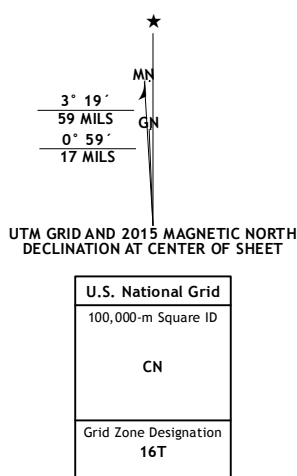 ★
MN
3° 19´
59 MILS
GN
0° 59´
17 MILS
UTM GRID AND 2015 MAGNETIC NORTH
DECLINATION AT CENTER OF SHEET
U.S. National Grid
100,000-m Square ID
CN
Grid Zone Designation
16T